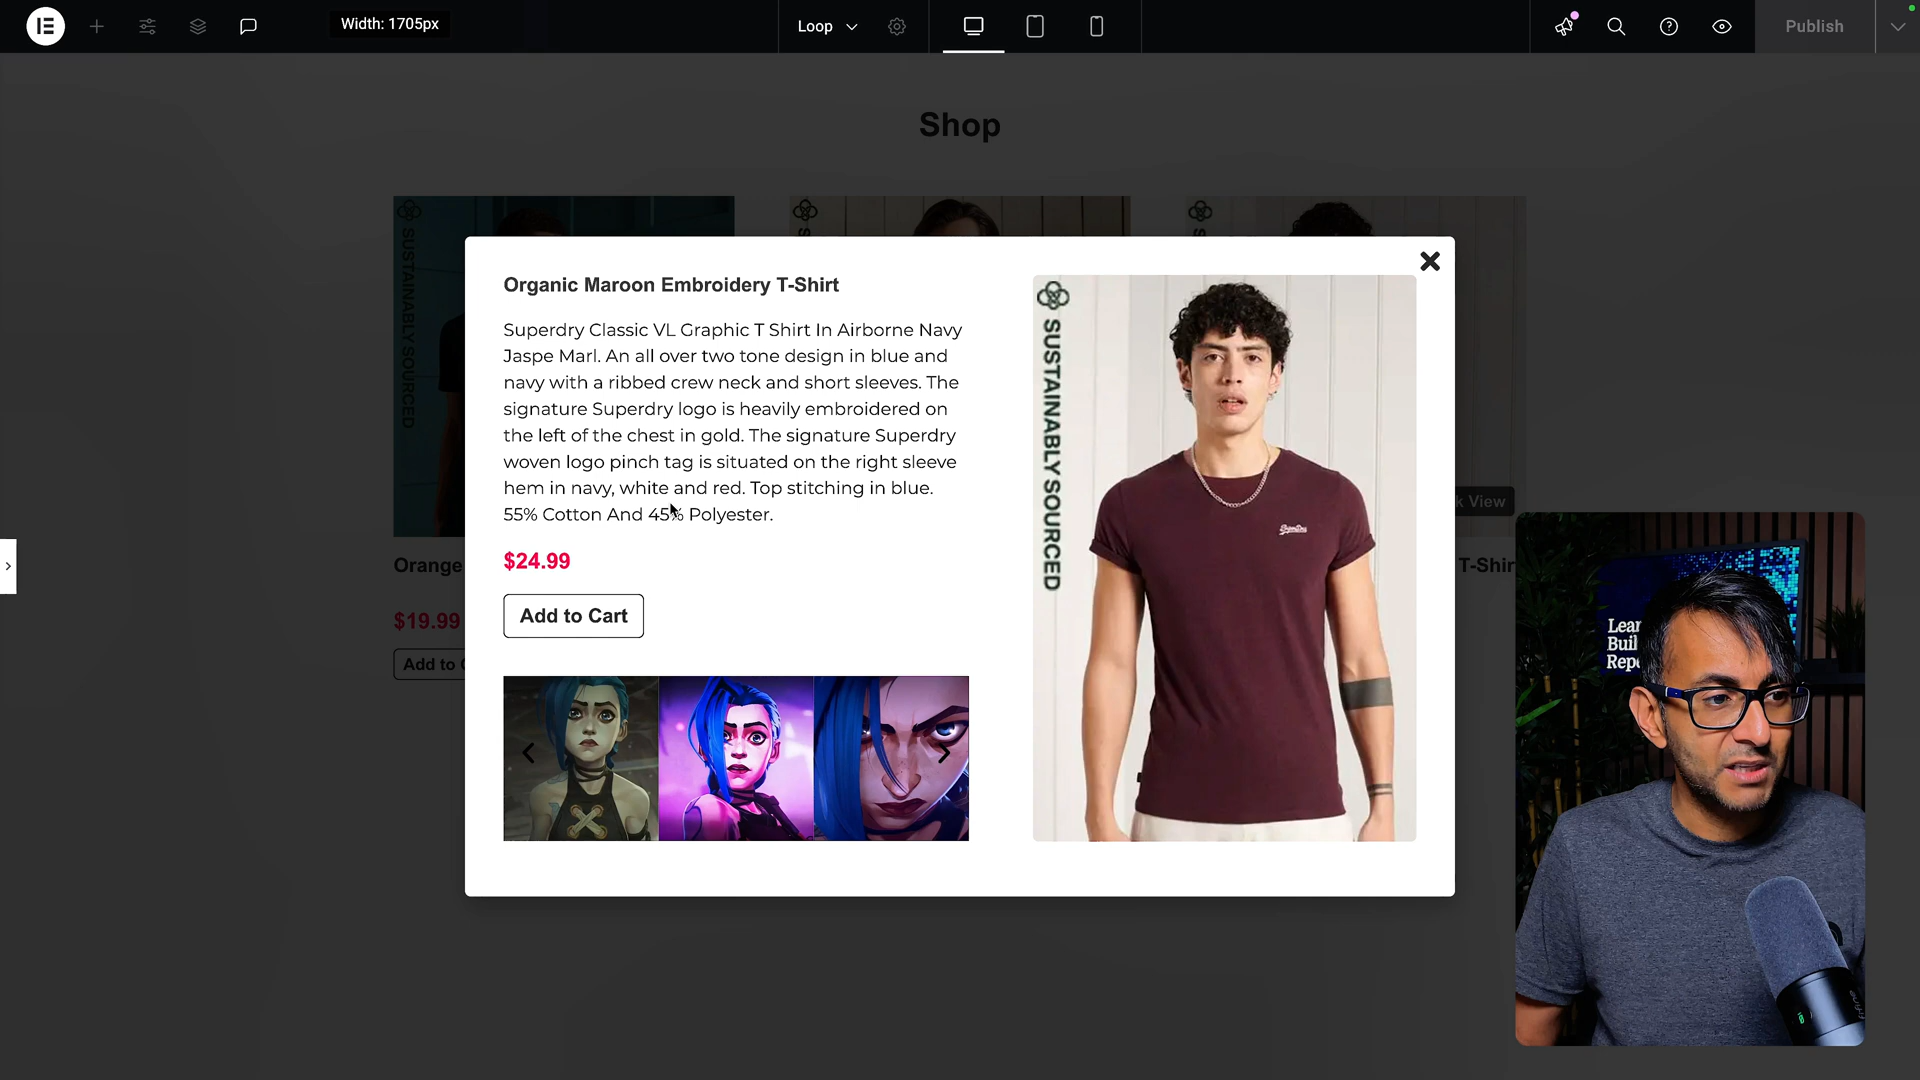 Width: 1705px
Loop
Publish
Shop
SUSTAINABLY SOURCED
Organic Maroon Embroidery T-Shirt
Superdry Classic VL Graphic T Shirt In Airborne Navy
Jaspe Marl. An all over two tone design in blue and
navy with a ribbed crew neck and short sleeves. The
signature Superdry logo is heavily embroidered on
the left of the chest in gold. The signature Superdry
woven logo pinch tag is situated on the right sleeve
hem in navy, white and red. Top stitching in blue.
55% Cotton And 45% Polyester.
$24.99
Add to Cart
SUSTAINABLY SOURCED
k View
Orange
T-Shir
$19.99
Add to C